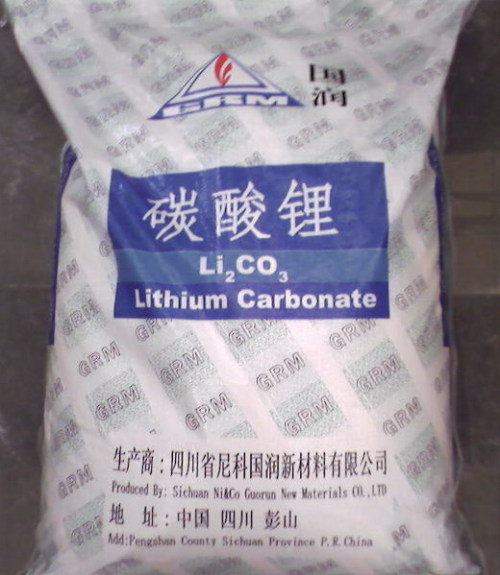 GRM
国润
碳酸锂
Li₂CO₃
Lithium Carbonate
生产商：四川省尼科国润新材料有限公司
Produced By: Sichuan Ni&Co Guorun New Materials CO.,LTD
地 址：中国 四川 彭山
Add:Pengshan County Sichuan Province P.R.China